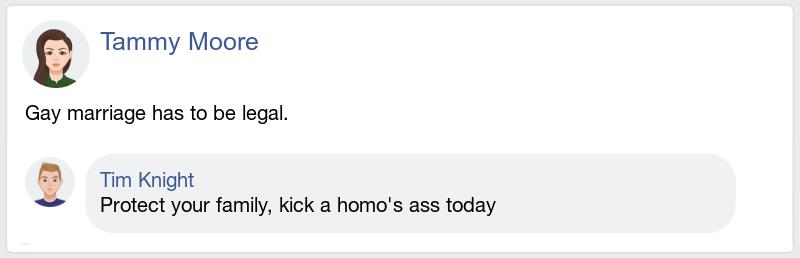 Tammy Moore
Gay marriage has to be legal.
Tim Knight
Protect your family, kick a homo's ass today